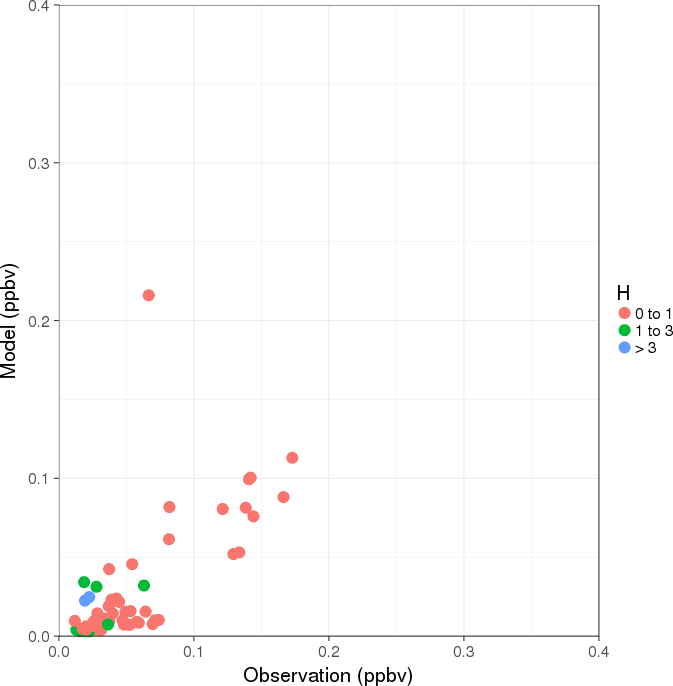 0.4
0.3
0.2
0.1
0.0
Model (ppbv)
0.0 0.1 0.2 0.3 0.4
Observation (ppbv)
H
0 to 1
1 to 3
> 3